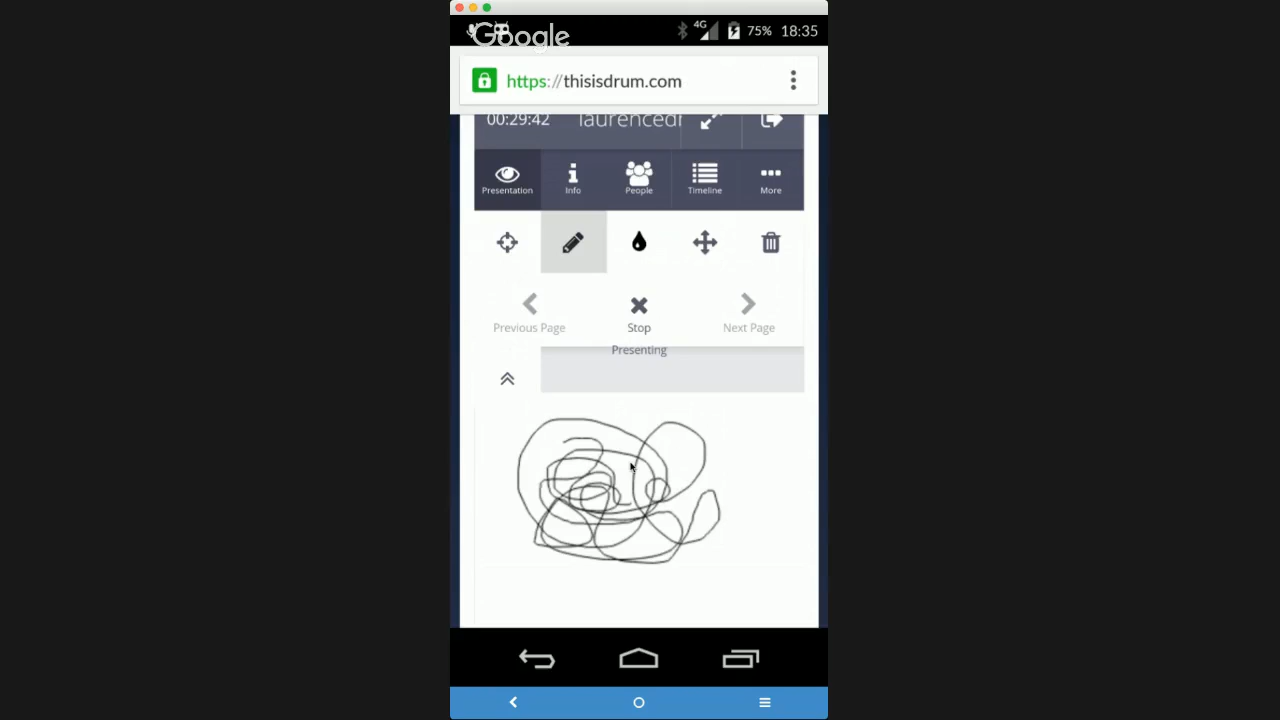 Google
4G 75% 18:35
https://thisisdrum.com
00:29:42 laurenced
Presentation Info People Timeline More
Previous Page Stop Next Page
Presenting